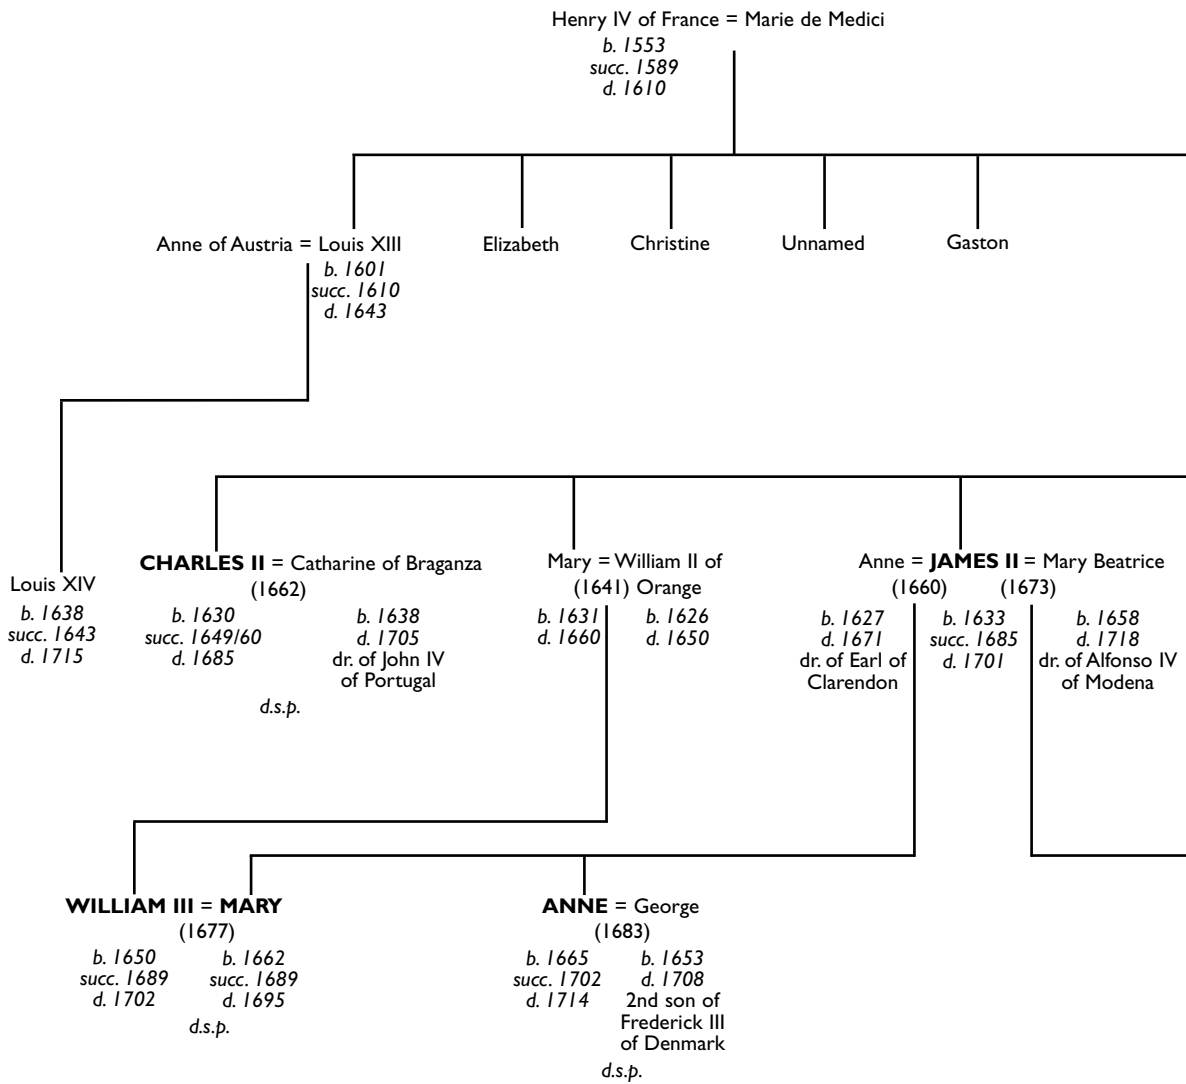 Henry IV of France = Marie de Medici
b. 1553
succ. 1589
d. 1610
Anne of Austria = Louis XIII
b. 1601
succ. 1610
d. 1643
Elizabeth
Christine
Unnamed
Gaston
Louis XIV
b. 1638
succ. 1643
d. 1715
CHARLES II = Catharine of Braganza
(1662)
b. 1630
succ. 1649/60
d. 1685
b. 1638
d. 1705
dr. of John IV
of Portugal
d.s.p.
Mary = William II of
(1641) Orange
b. 1631
d. 1660
b. 1626
d. 1650
Anne = JAMES II = Mary Beatrice
(1660) (1673)
b. 1627
d. 1671
dr. of Earl of
Clarendon
b. 1633
succ. 1685
d. 1701
b. 1658
d. 1718
dr. of Alfonso IV
of Modena
WILLIAM III = MARY
(1677)
b. 1650
succ. 1689
d. 1702
b. 1662
succ. 1689
d. 1695
d.s.p.
ANNE = George
(1683)
b. 1665
succ. 1702
d. 1714
b. 1653
d. 1708
2nd son of
Frederick III
of Denmark
d.s.p.